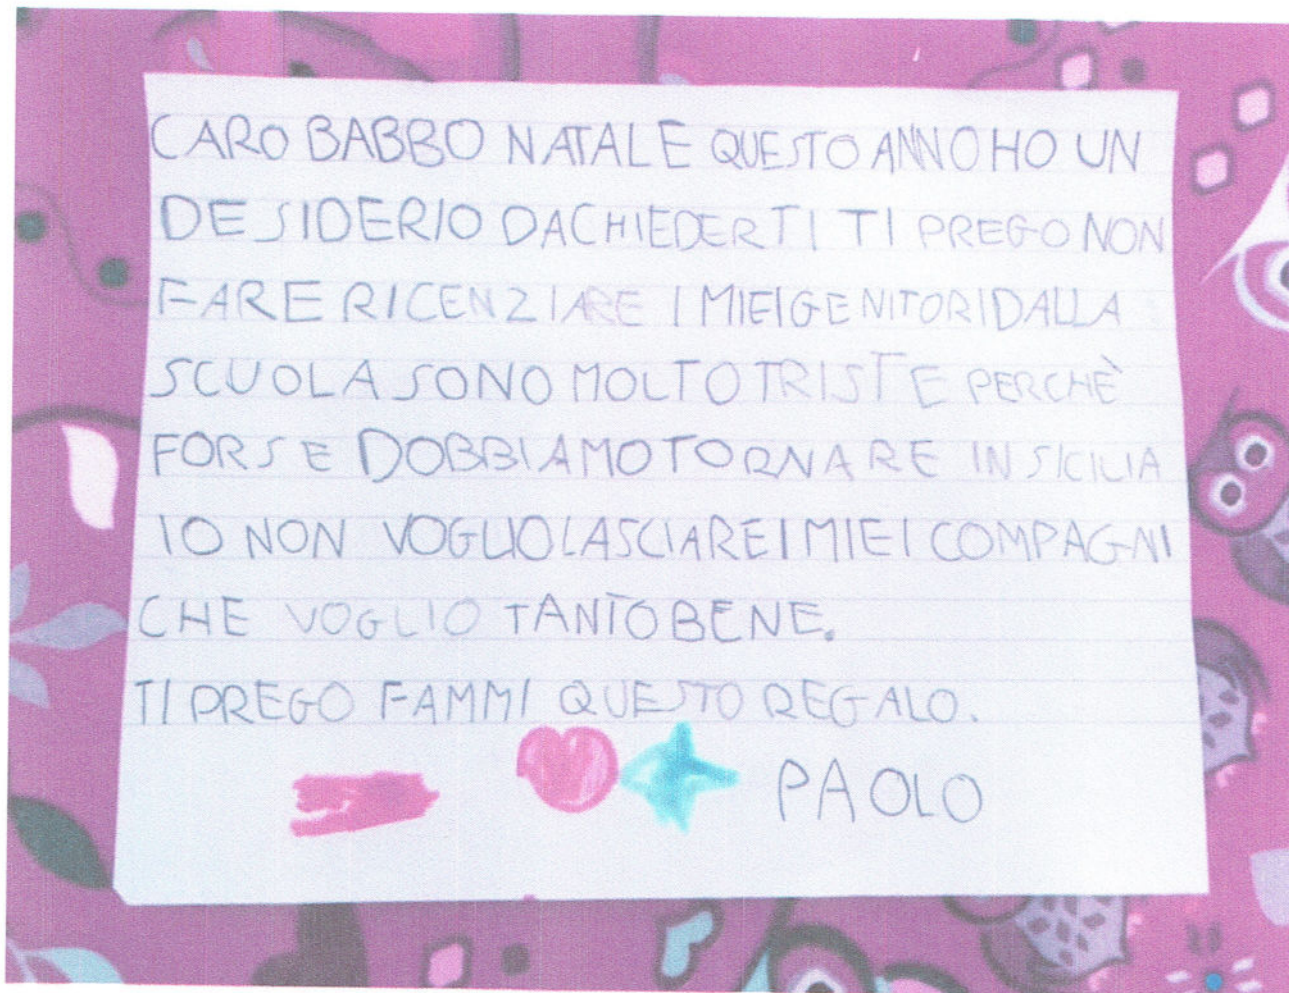 CARO BABBO NATALE QUESTO ANNO HO UN
DESIDERIO DA CHIEDERTI TI PREGO NON
FARE RICENZIARE I MIEI GENITORI DALLA
SCUOLA SONO MOLTO TRISTE PERCHÈ
FORSE DOBBIAMO TORNARE IN SICILIA
IO NON VOGLIO LASCIARE I MIEI COMPAGNI
CHE VOGLIO TANTO BENE.
TI PREGO FAMMI QUESTO REGALO.
PAOLO